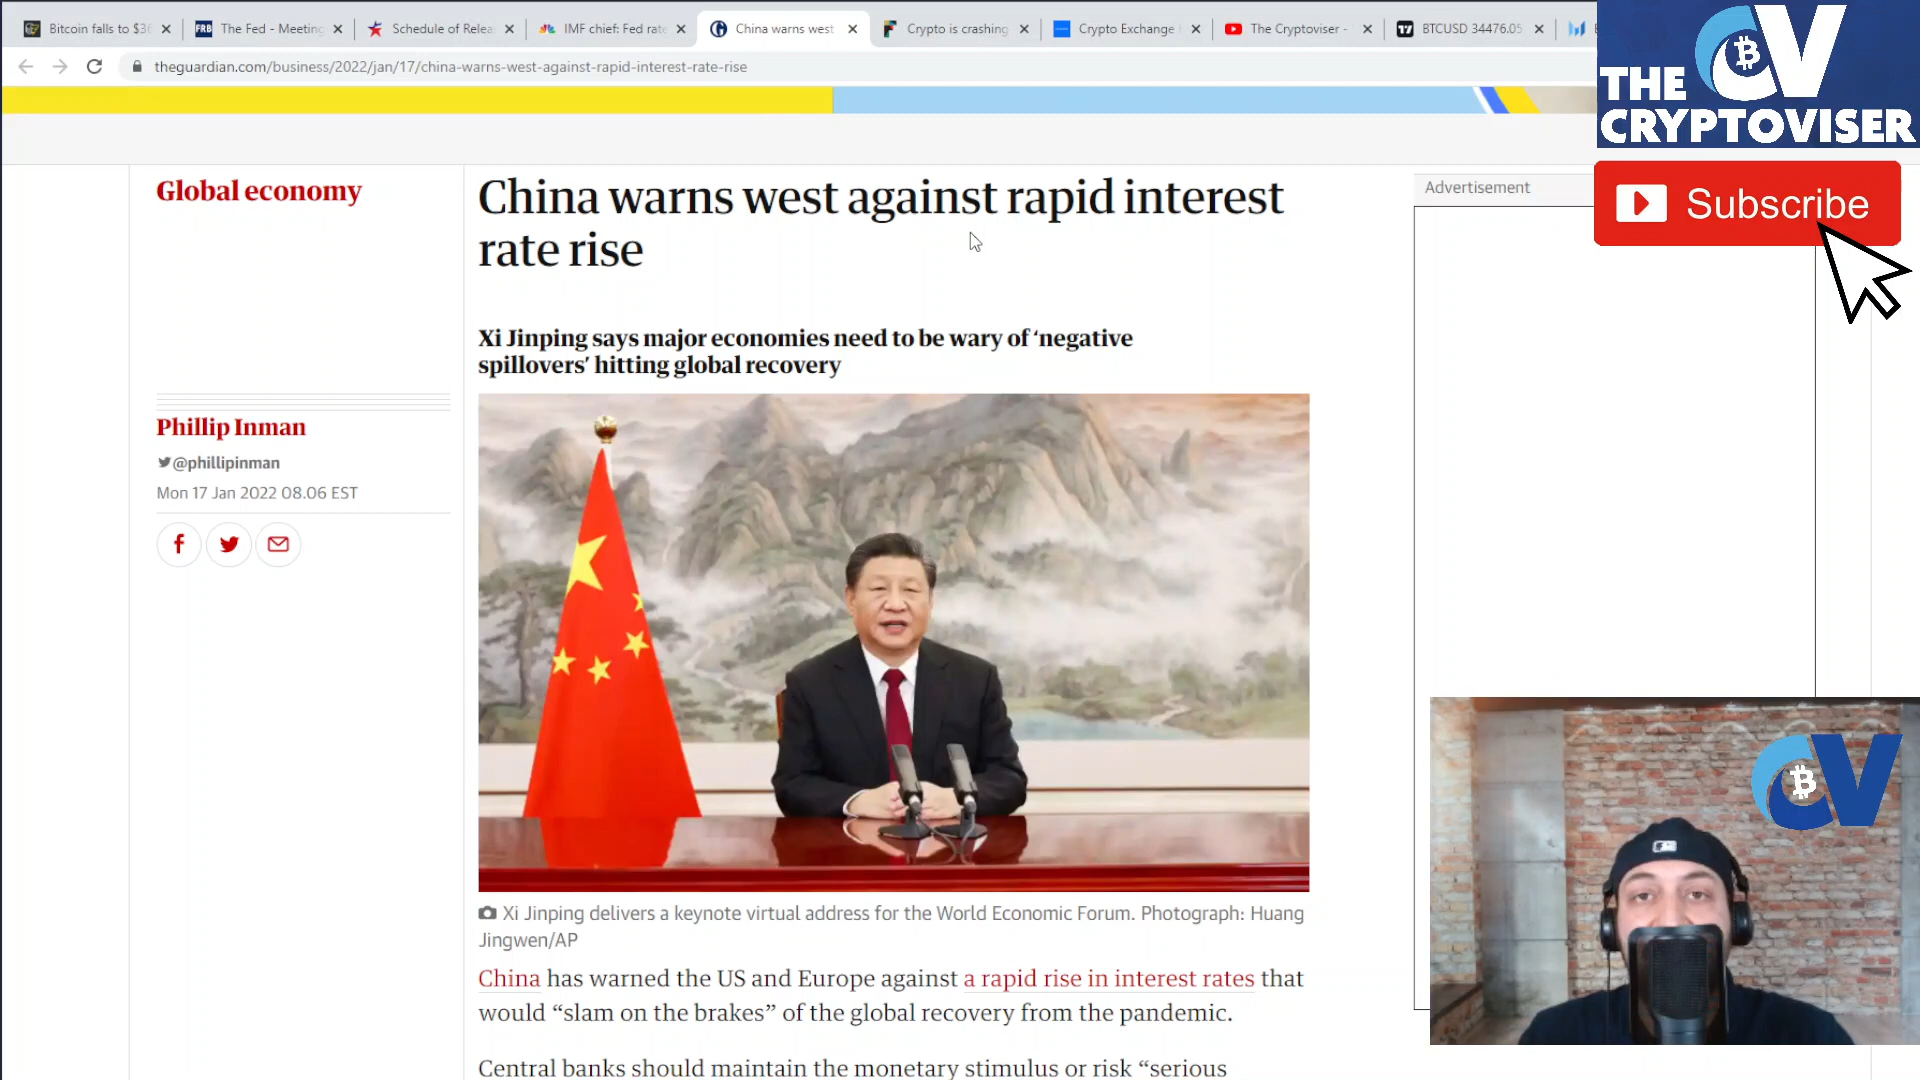 Bitcoin falls to $3
The Fed - Meeting
Schedule of Relea
IMF chief: Fed rate
China warns west
Crypto is crashing
Crypto Exchange
The Cryptoviser -
BTCUSD 34476.05
theguardian.com/business/2022/jan/17/china-warns-west-against-rapid-interest-rate-rise
THE
CRYPTOVISER
CV
Subscribe
Advertisement
Global economy
China warns west against rapid interest
rate rise
Xi Jinping says major economies need to be wary of ‘negative
spillovers’ hitting global recovery
Phillip Inman
@phillipinman
Mon 17 Jan 2022 08.06 EST
Xi Jinping delivers a keynote virtual address for the World Economic Forum. Photograph: Huang
Jingwen/AP
China has warned the US and Europe against a rapid rise in interest rates that
would “slam on the brakes” of the global recovery from the pandemic.
Central banks should maintain the monetary stimulus or risk “serious
CV